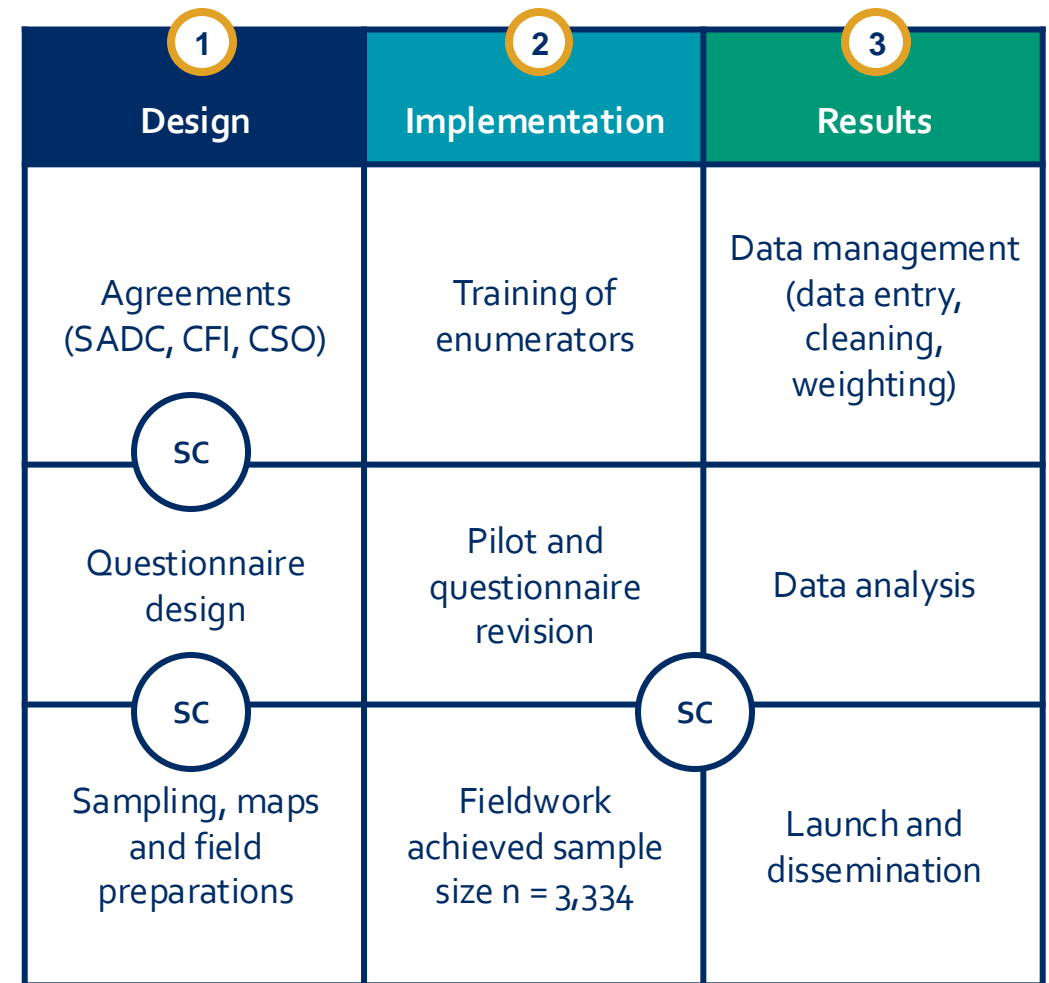 1
2
3
Design
Implementation
Results
Agreements
(SADC, CFI, CSO)
Training of
enumerators
Data management
(data entry,
cleaning,
weighting)
SC
Questionnaire
design
Pilot and
questionnaire
revision
Data analysis
SC
SC
Sampling, maps
and field
preparations
Fieldwork
achieved sample
size n = 3,334
Launch and
dissemination